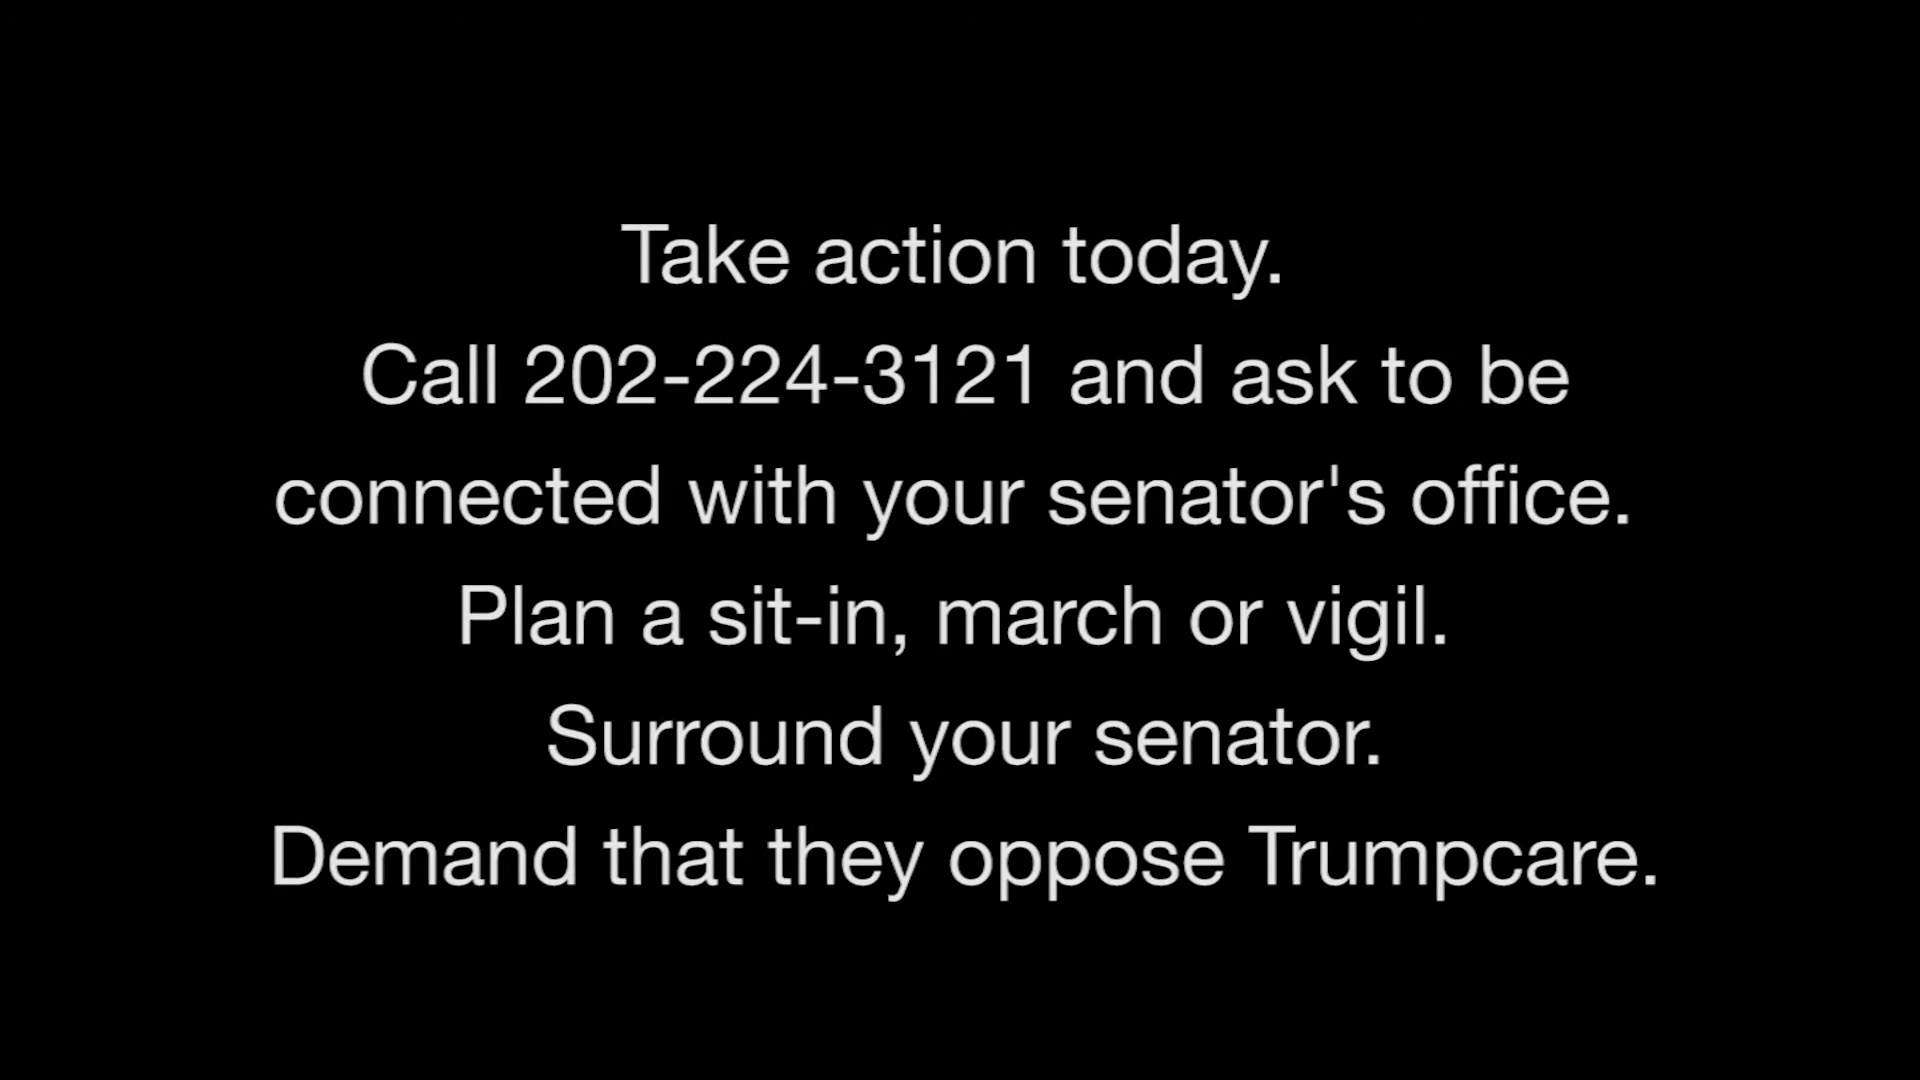 Take action today.
Call 202-224-3121 and ask to be
connected with your senator's office.
Plan a sit-in, march or vigil.
Surround your senator.
Demand that they oppose Trumpcare.